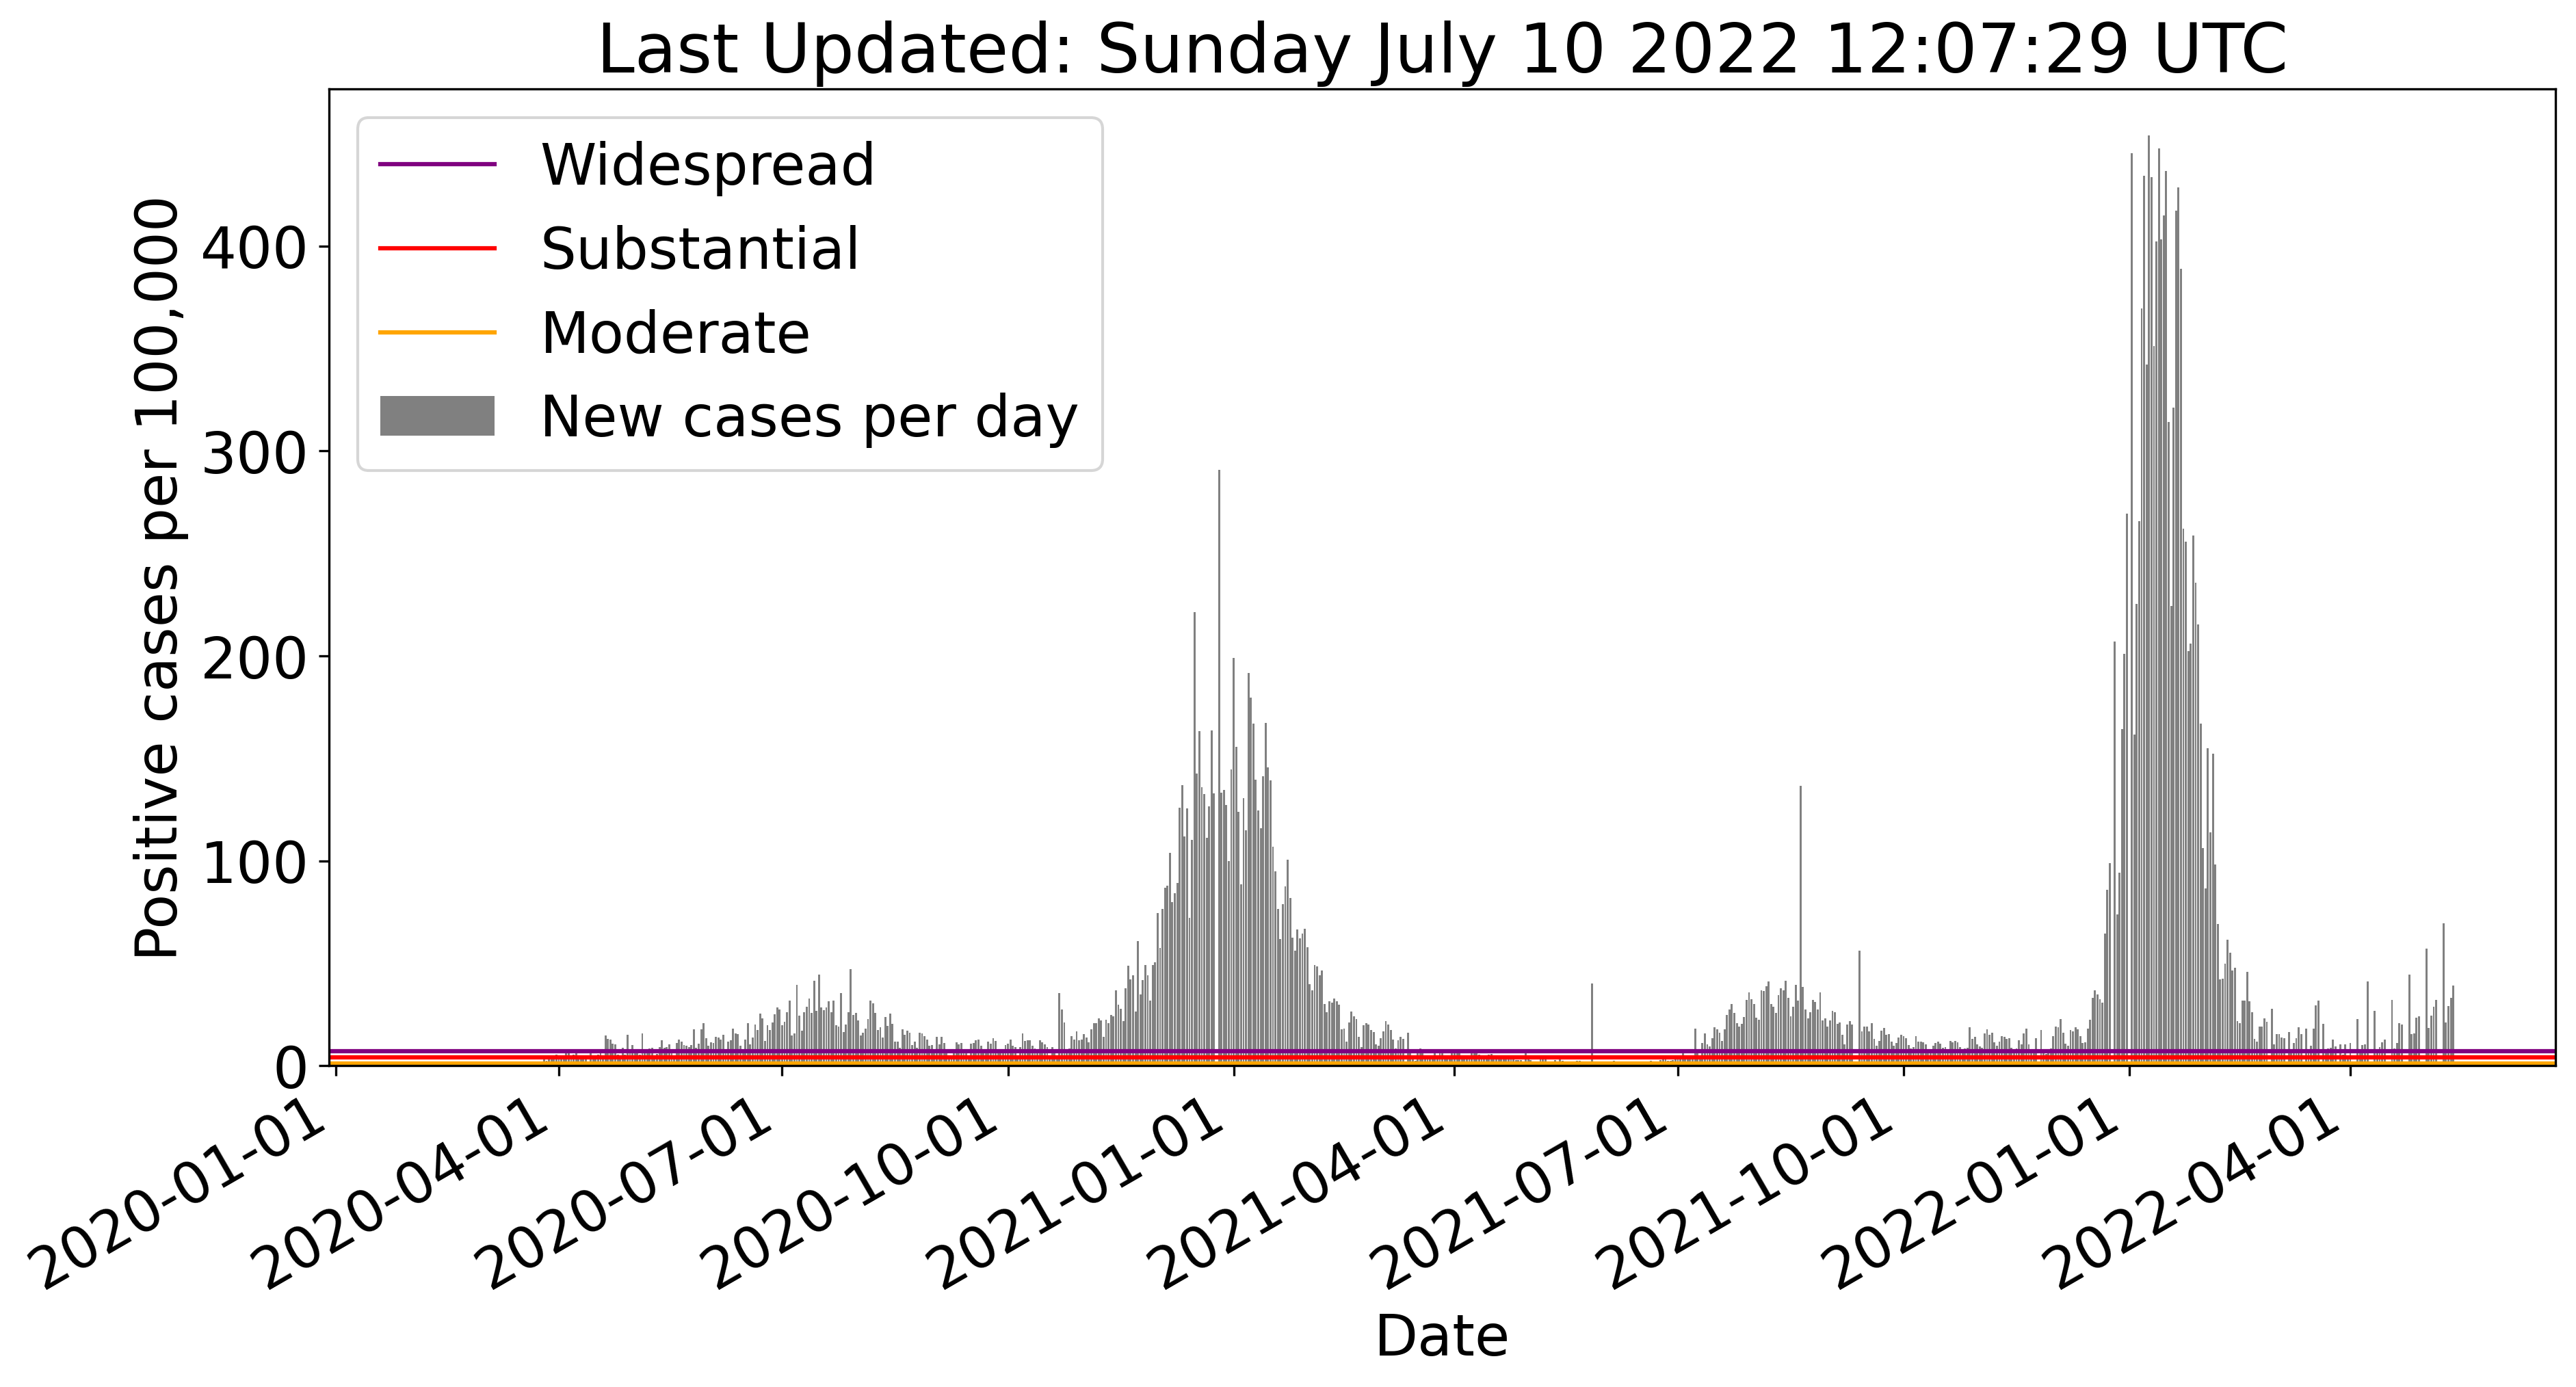 Last Updated: Sunday July 10 2022 12:07:29 UTC
Widespread
Substantial
Moderate
New cases per day
Positive cases per 100,000
400
300
200
100
0
2020-01-01
2020-04-01
2020-07-01
2020-10-01
2021-01-01
2021-04-01
2021-07-01
2021-10-01
2022-01-01
2022-04-01
Date